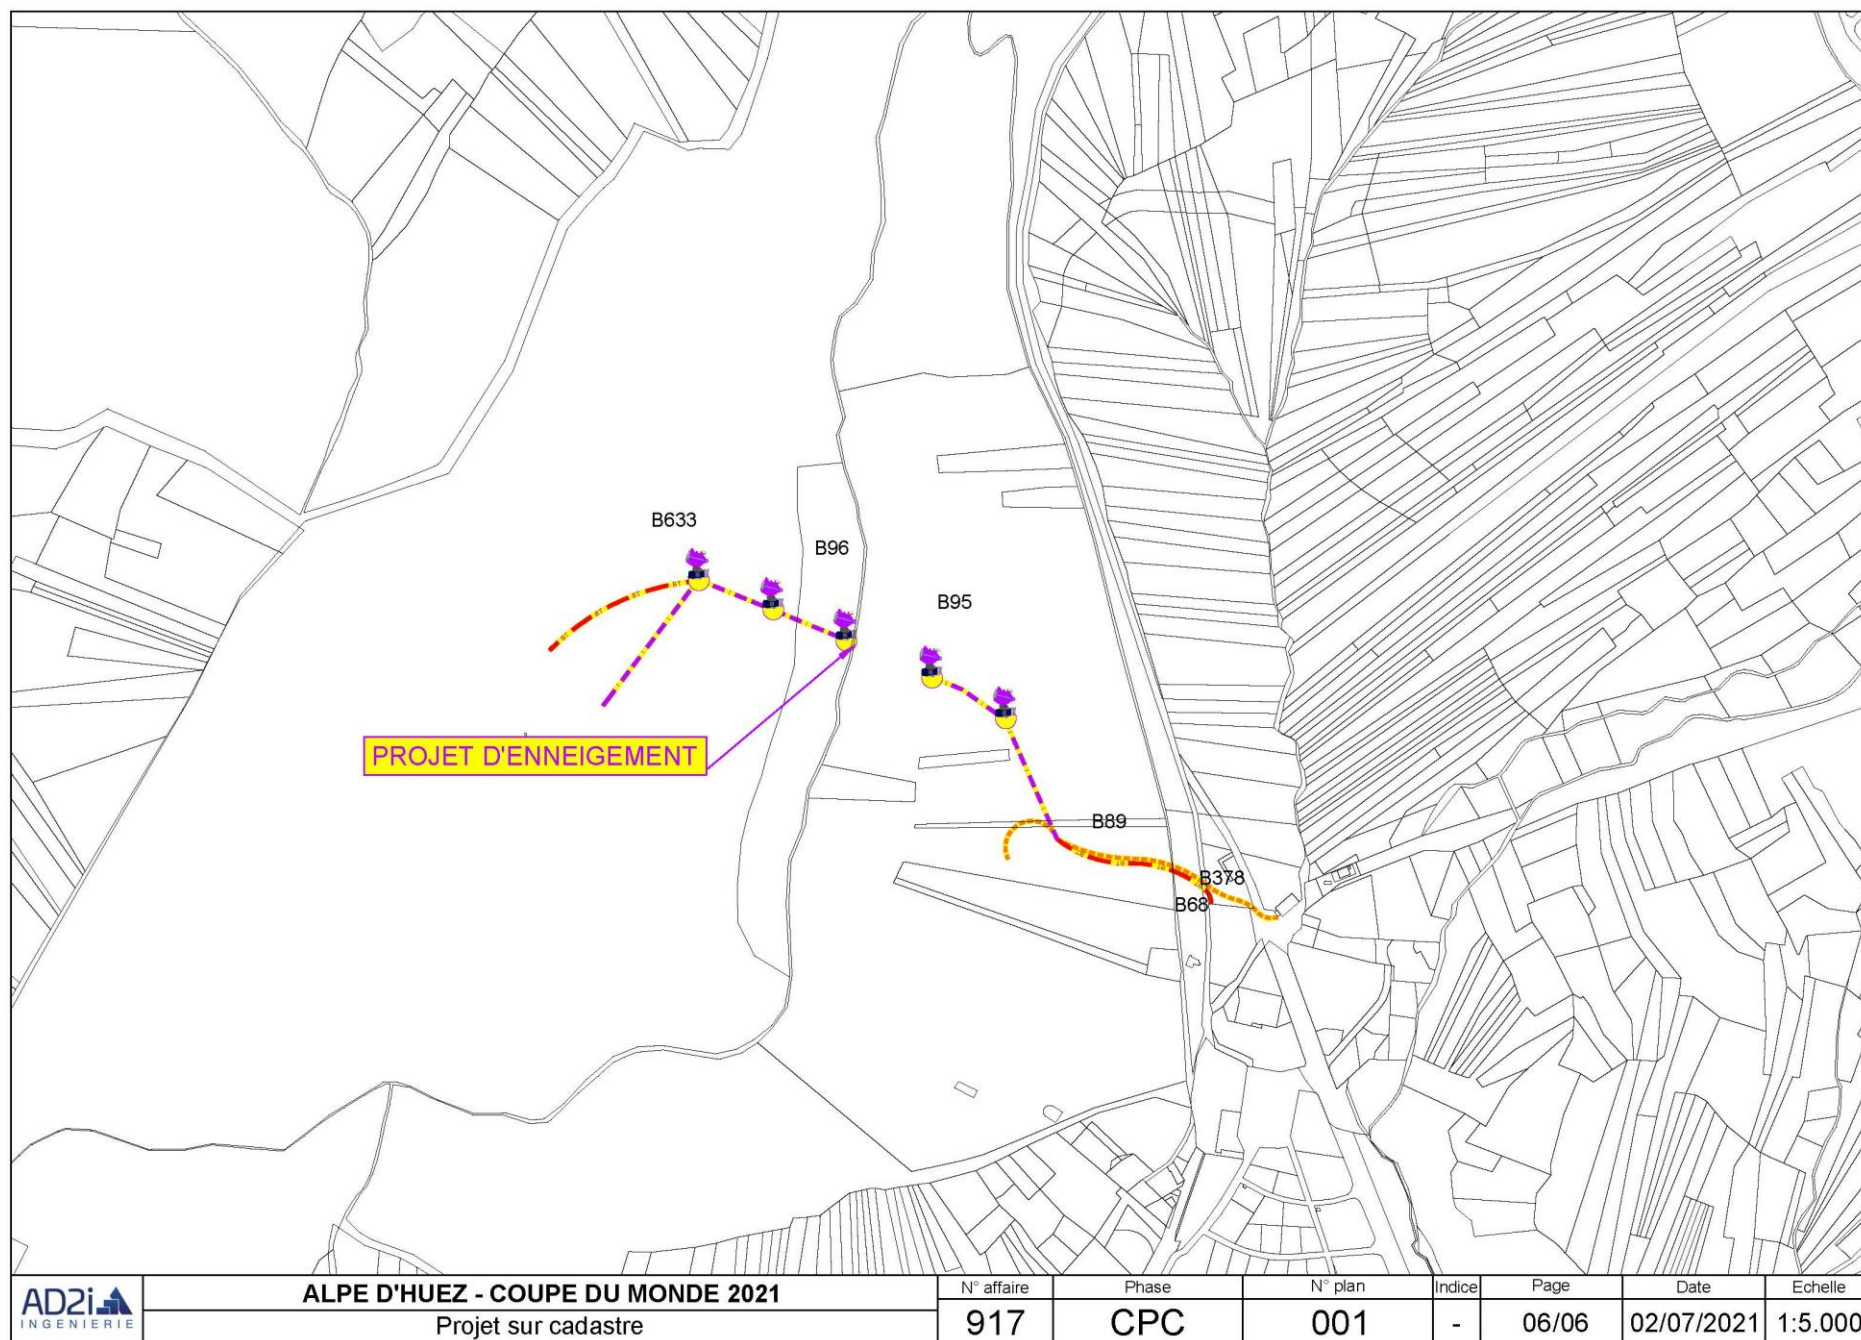 B633
B96
B95
PROJET D'ENNEIGEMENT
B89
B378
B68
AD2i
INGENIERIE
ALPE D'HUEZ - COUPE DU MONDE 2021
Projet sur cadastre
N° affaire
917
Phase
CPC
N° plan
001
Indice
-
Page
06/06
Date
02/07/2021
Echelle
1:5.000